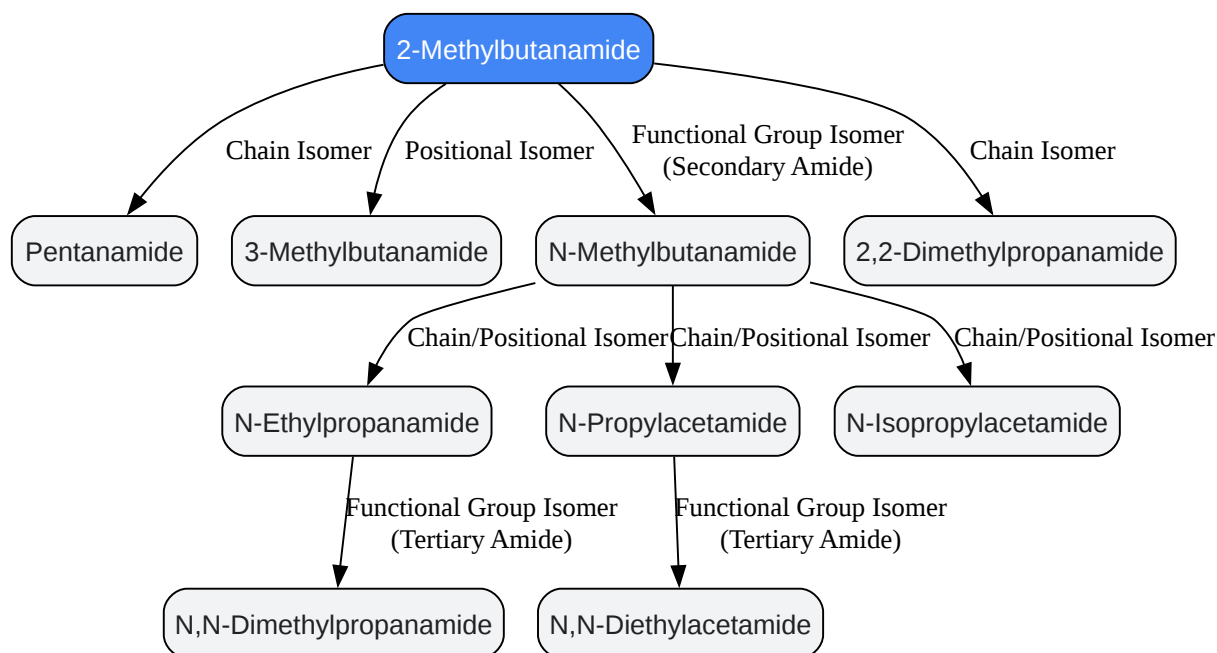 2-Methylbutanamide
Chain Isomer
Positional Isomer
Functional Group Isomer
(Secondary Amide)
Chain Isomer
Pentanamide
3-Methylbutanamide
N-Methylbutanamide
2,2-Dimethylpropanamide
Chain/Positional Isomer
Chain/Positional Isomer
Chain/Positional Isomer
N-Ethylpropanamide
N-Propylacetamide
N-Isopropylacetamide
Functional Group Isomer
(Tertiary Amide)
Functional Group Isomer
(Tertiary Amide)
N,N-Dimethylpropanamide
N,N-Diethylacetamide